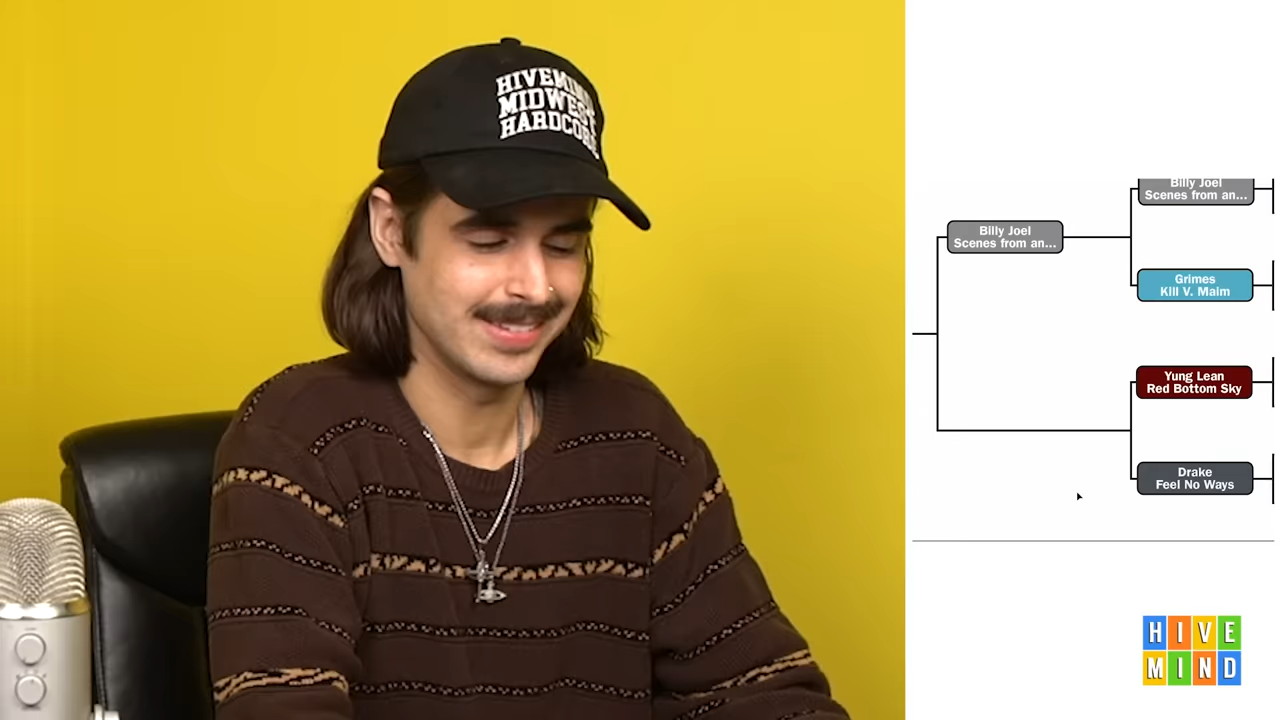 HIVEMIND
MIDWEST
HARDCORE
Billy Joel
Scenes from an...
Billy Joel
Scenes from an...
Grimes
Kill V. Maim
Yung Lean
Red Bottom Sky
Drake
Feel No Ways
HIVE
MIND